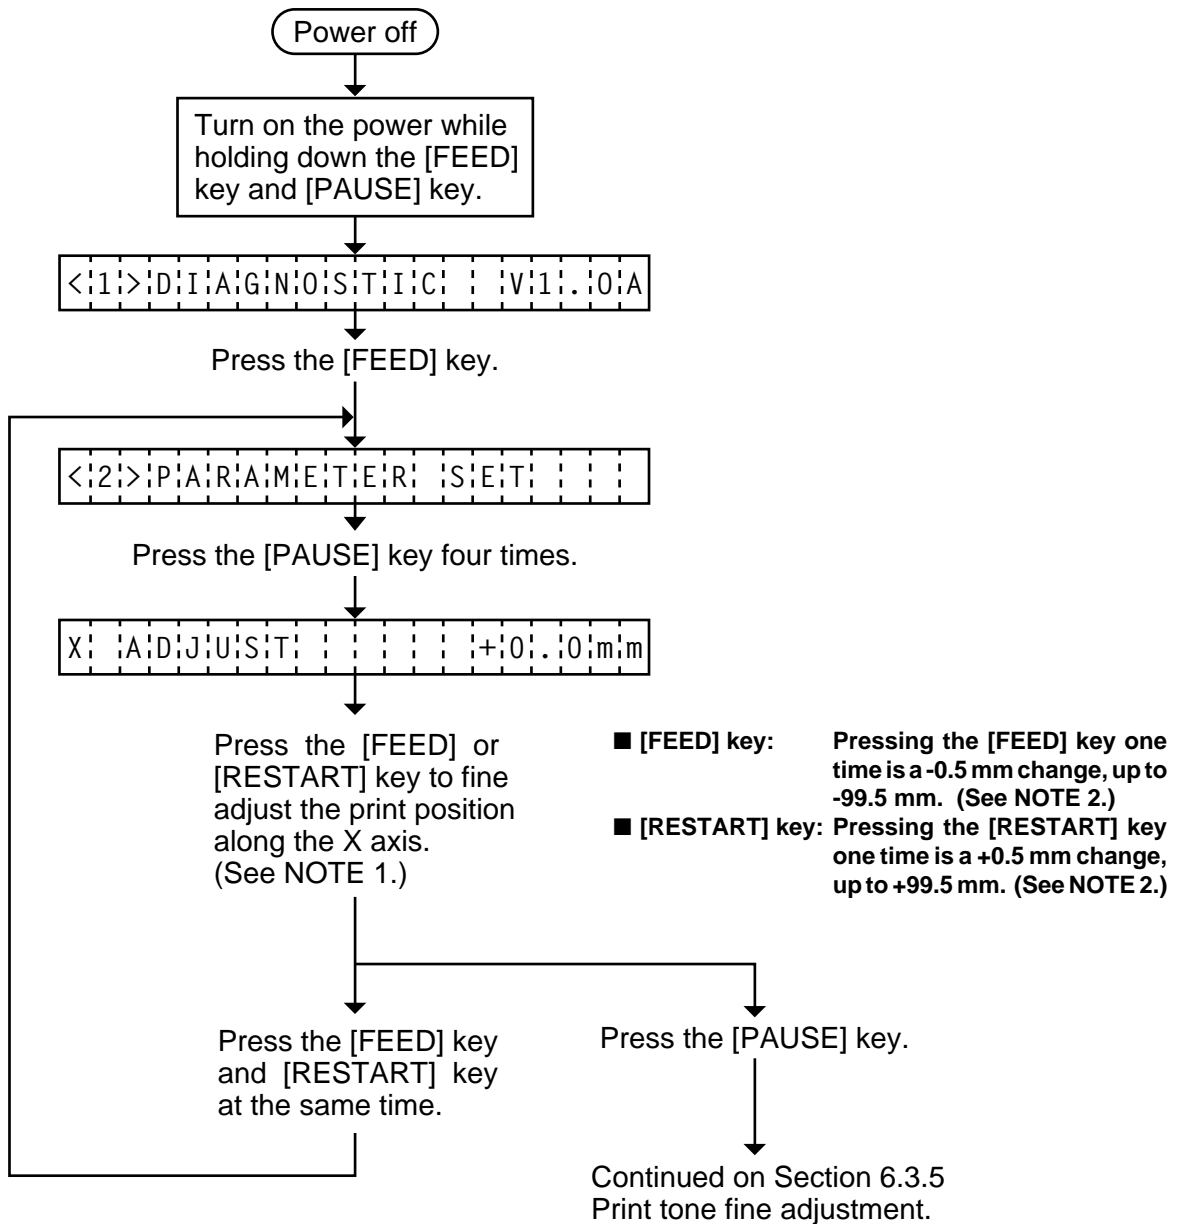 Power off
Turn on the power while
holding down the [FEED]
key and [PAUSE] key.
<1>DIAGNOSTIC  V1.0A
Press the [FEED] key.
<2>PARAMETER SET
Press the [PAUSE] key four times.
X ADJUST      +0.0mm
Press the [FEED] or
[RESTART] key to fine
adjust the print position
along the X axis.
(See NOTE 1.)
■ [FEED] key: Pressing the [FEED] key one
time is a -0.5 mm change, up to
-99.5 mm. (See NOTE 2.)
■ [RESTART] key: Pressing the [RESTART] key
one time is a +0.5 mm change,
up to +99.5 mm. (See NOTE 2.)
Press the [FEED] key
and [RESTART] key
at the same time.
Press the [PAUSE] key.
Continued on Section 6.3.5
Print tone fine adjustment.